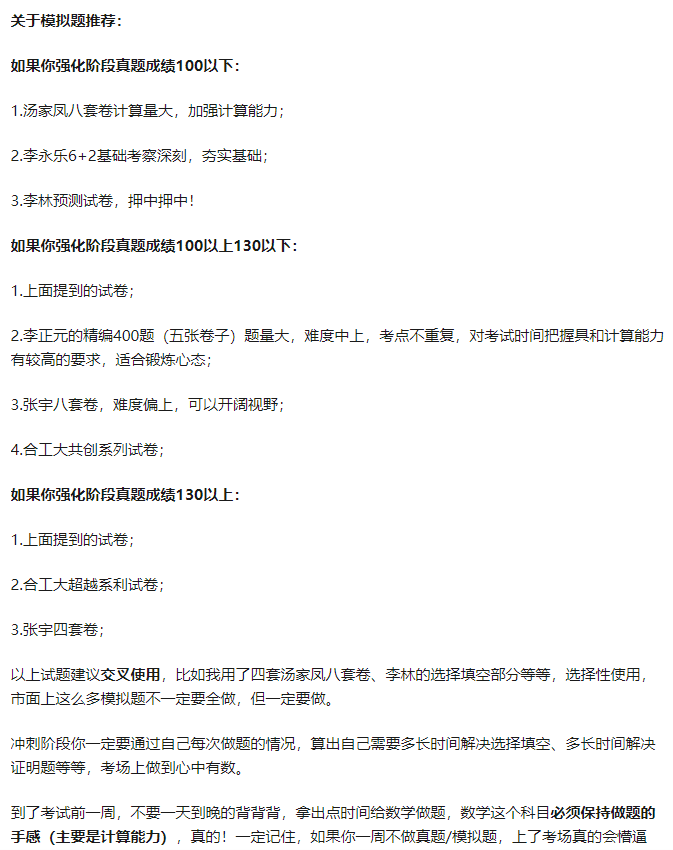 关于模拟题推荐：
如果你强化阶段真题成绩100以下：
1.汤家凤八套卷计算量大，加强计算能力；
2.李永乐6+2基础考察深刻，夯实基础；
3.李林预测试卷，押中押中！
如果你强化阶段真题成绩100以上130以下：
1.上面提到的试卷；
2.李正元的精编400题（五张卷子）题量大，难度中上，考点不重复，对考试时间把握具和计算能力
有较高的要求，适合锻炼心态；
3.张宇八套卷，难度偏上，可以开阔视野；
4.合工大共创系列试卷；
如果你强化阶段真题成绩130以上：
1.上面提到的试卷；
2.合工大超越系利试卷；
3.张宇四套卷；
以上试题建议交叉使用，比如我用了四套汤家凤八套卷、李林的选择填空部分等等，选择性使用，
市面上这么多模拟题不一定要全做，但一定要做。
冲刺阶段你一定要通过自己每次做题的情况，算出自己需要多长时间解决选择填空、多长时间解决
证明题等等，考场上做到心中有数。
到了考试前一周，不要一天到晚的背背背，拿出点时间给数学做题，数学这个科目必须保持做题的
手感（主要是计算能力），真的！一定记住，如果你一周不做真题/模拟题，上了考场真的会懵逼